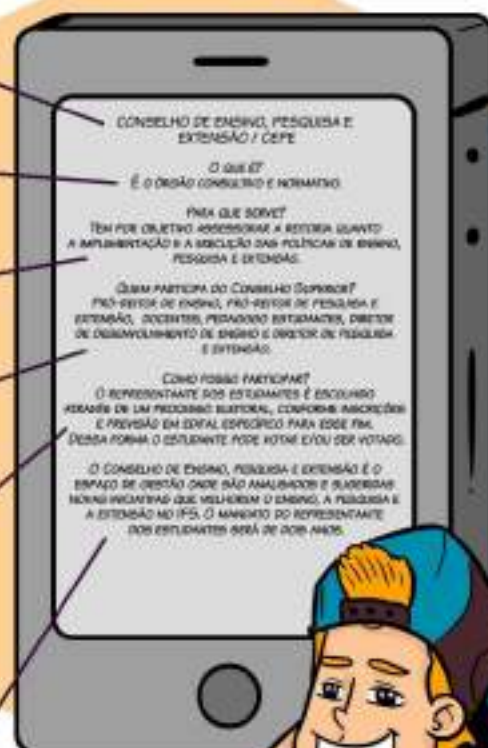 CONSELHO DE ENSINO, PESQUISA E
EXTENSÃO / CEPE
O QUE É?
É O ÓRGÃO CONSULTIVO E NORMATIVO.
PARA QUE SERVE?
TEM POR OBJETIVO ASSESSORAR A REITORIA QUANTO
A IMPLEMENTAÇÃO E A EXECUÇÃO DAS POLÍTICAS DE ENSINO,
PESQUISA E EXTENSÃO.
QUEM PARTICIPA DO CONSELHO SUPERIOR?
PRÓ-REITOR DE ENSINO, PRÓ-REITOR DE PESQUISA E
EXTENSÃO, DOCENTES, PEDAGOGO ESTUDANTES, DIRETOR
DE DESENVOLVIMENTO DE ENSINO E DIRETOR DE PESQUISA
E EXTENSÃO.
COMO POSSO PARTICIPAR?
O REPRESENTANTE DOS ESTUDANTES É ESCOLHIDO
ATRAVÉS DE UM PROCESSO ELEITORAL, CONFORME INSCRIÇÕES
E PREVISÃO EM EDITAL ESPECÍFICO PARA ESSE FIM.
DESSA FORMA O ESTUDANTE PODE VOTAR E/OU SER VOTADO.
O CONSELHO DE ENSINO, PESQUISA E EXTENSÃO É O
ESPAÇO DE GESTÃO ONDE SÃO ANALISADOS E SUGERIDAS
NOVAS INICIATIVAS QUE MELHOREM O ENSINO, A PESQUISA E
A EXTENSÃO NO IFS. O MANDATO DO REPRESENTANTE
DOS ESTUDANTES SERÁ DE DOIS ANOS.